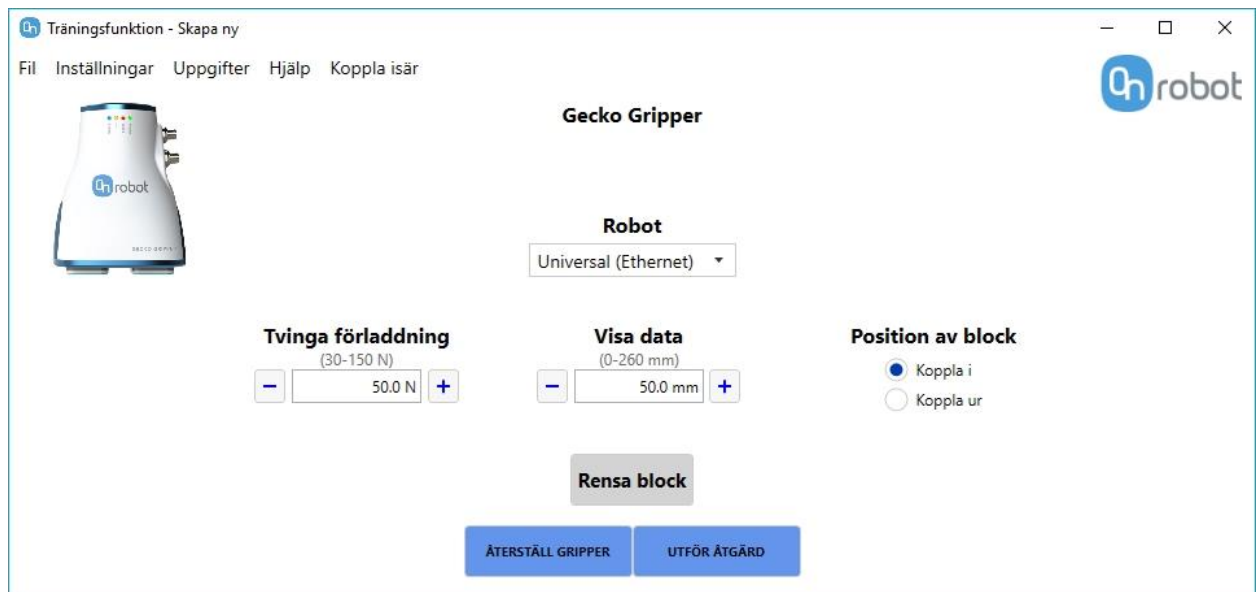 Träningsfunktion - Skapa ny
Fil Inställningar Uppgifter Hjälp Koppla isär
On robot
Gecko Gripper
On robot
Robot
Universal (Ethernet)
Tvinga förladdning
(30-150 N)
50.0 N
Visa data
(0-260 mm)
50.0 mm
Position av block
Koppla i
Koppla ur
Rensa block
ÅTERSTÄLL GRIPPER
UTFÖR ÅTGÄRD